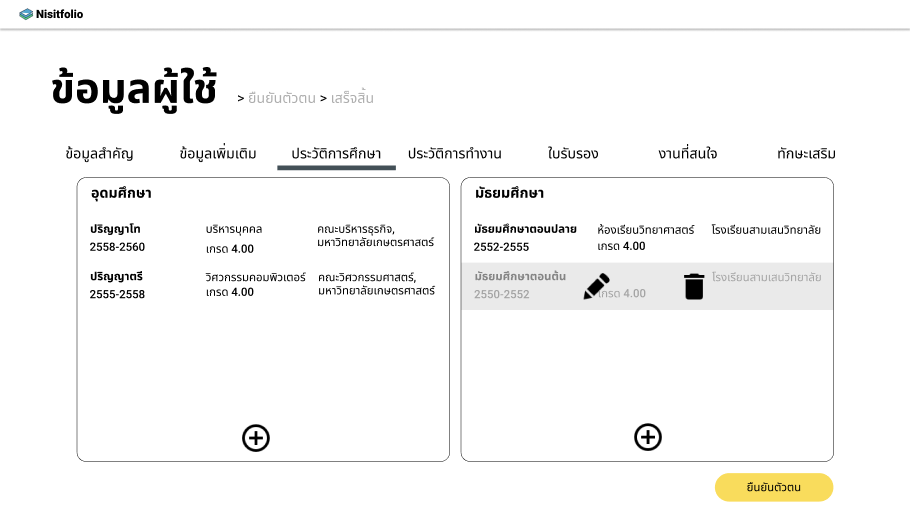 Nisitfolio
ข้อมูลผู้ใช้ > ยืนยันตัวตน > เสร็จสิ้น
ข้อมูลสำคัญ ข้อมูลเพิ่มเติม ประวัติการศึกษา ประวัติการทำงาน ใบรับรอง งานที่สนใจ ทักษะเสริม
อุดมศึกษา
ปริญญาโท บริหารบุคคล คณะบริหารธุรกิจ,
2558-2560 เกรด 4.00 มหาวิทยาลัยเกษตรศาสตร์
ปริญญาตรี วิศวกรรมคอมพิวเตอร์ คณะวิศวกรรมศาสตร์,
2555-2558 เกรด 4.00 มหาวิทยาลัยเกษตรศาสตร์
มัธยมศึกษา
มัธยมศึกษาตอนปลาย ห้องเรียนวิทยาศาสตร์ โรงเรียนสามเสนวิทยาลัย
2552-2555 เกรด 4.00
มัธยมศึกษาตอนต้น โรงเรียนสามเสนวิทยาลัย
2550-2552 เกรด 4.00
ยืนยันตัวตน